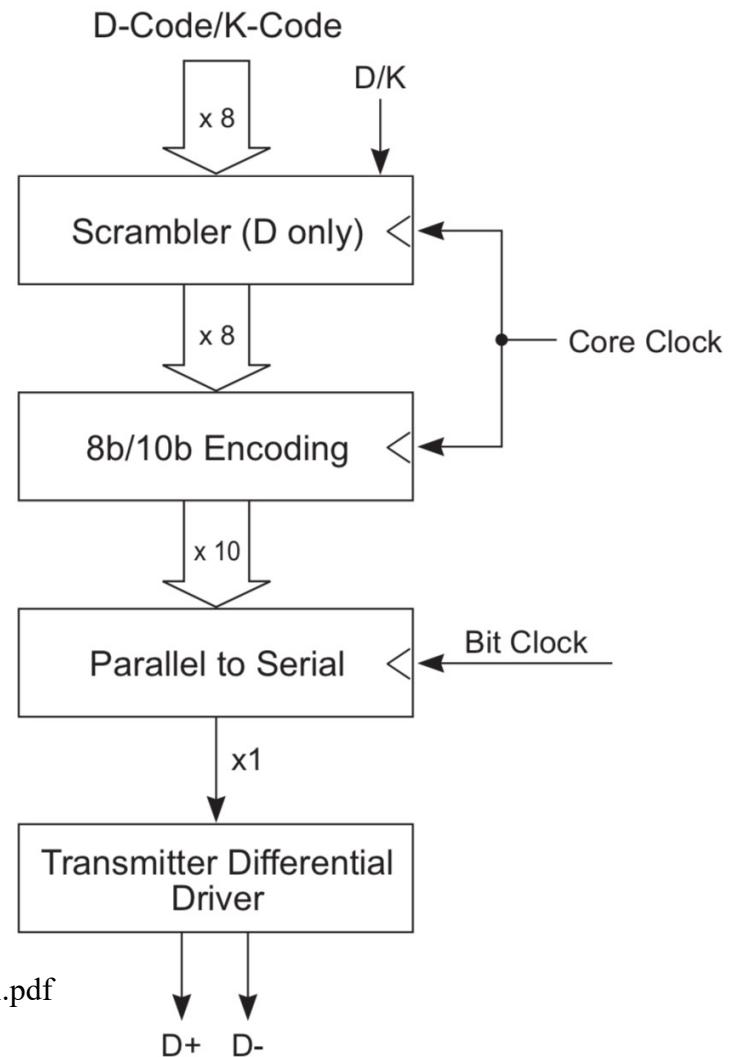 D-Code/K-Code
x 8
D/K
Scrambler (D only)
x 8
Core Clock
8b/10b Encoding
x 10
Bit Clock
Parallel to Serial
x1
Transmitter Differential
Driver
.pdf
D+ D-